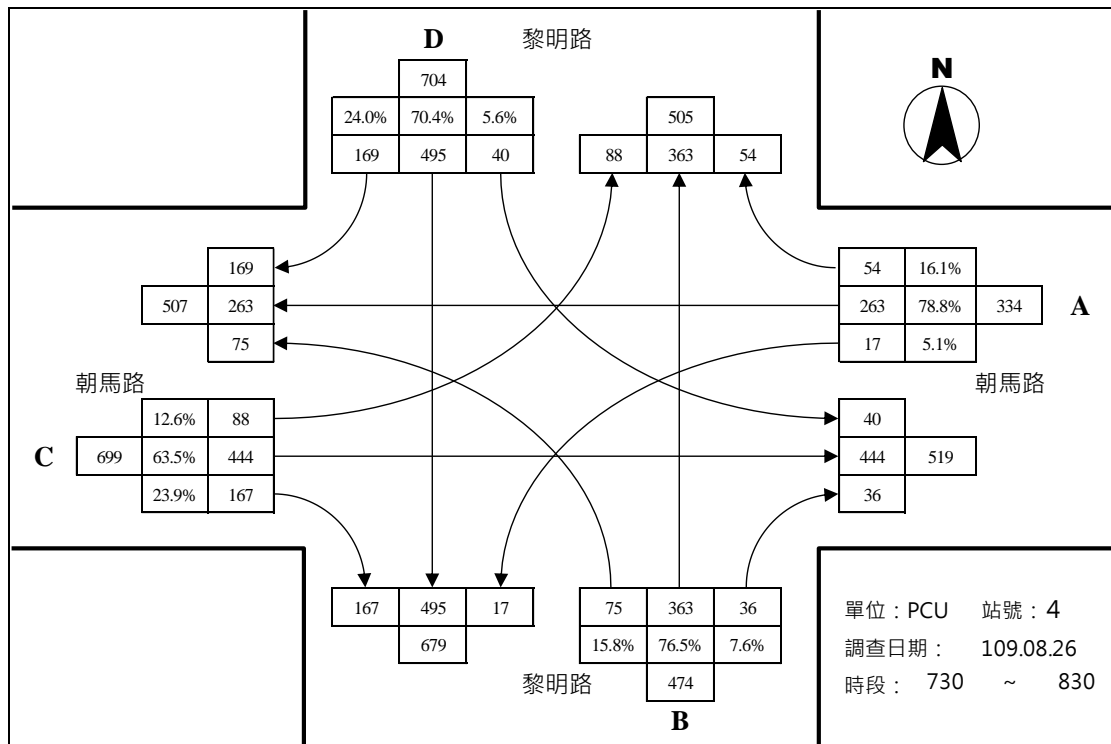 D 黎明路
N
704
24.0% 70.4% 5.6%
169 495 40
505
88 363 54
169
507 263
75
54 16.1%
263 78.8% 334
17 5.1%
A
朝馬路
朝馬路
12.6% 88
C 699 63.5% 444
23.9% 167
40
444 519
36
167 495 17
679
75 363 36
15.8% 76.5% 7.6%
474
黎明路
B
單位：PCU 站號：4
調查日期： 109.08.26
時段： 730 ~ 830